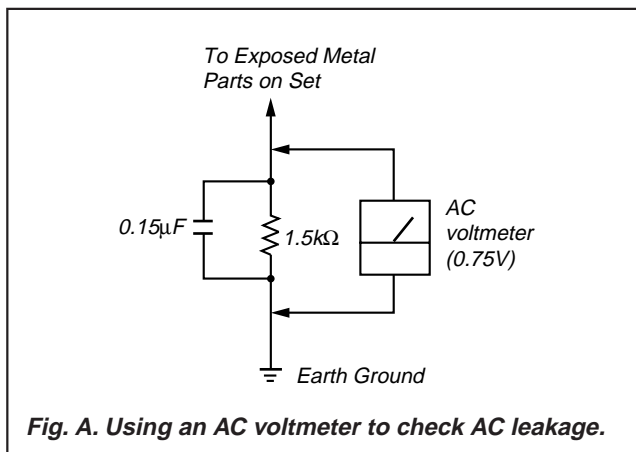 To Exposed Metal
Parts on Set
0.15μF
1.5kΩ
AC
voltmeter
(0.75V)
Earth Ground
Fig. A. Using an AC voltmeter to check AC leakage.